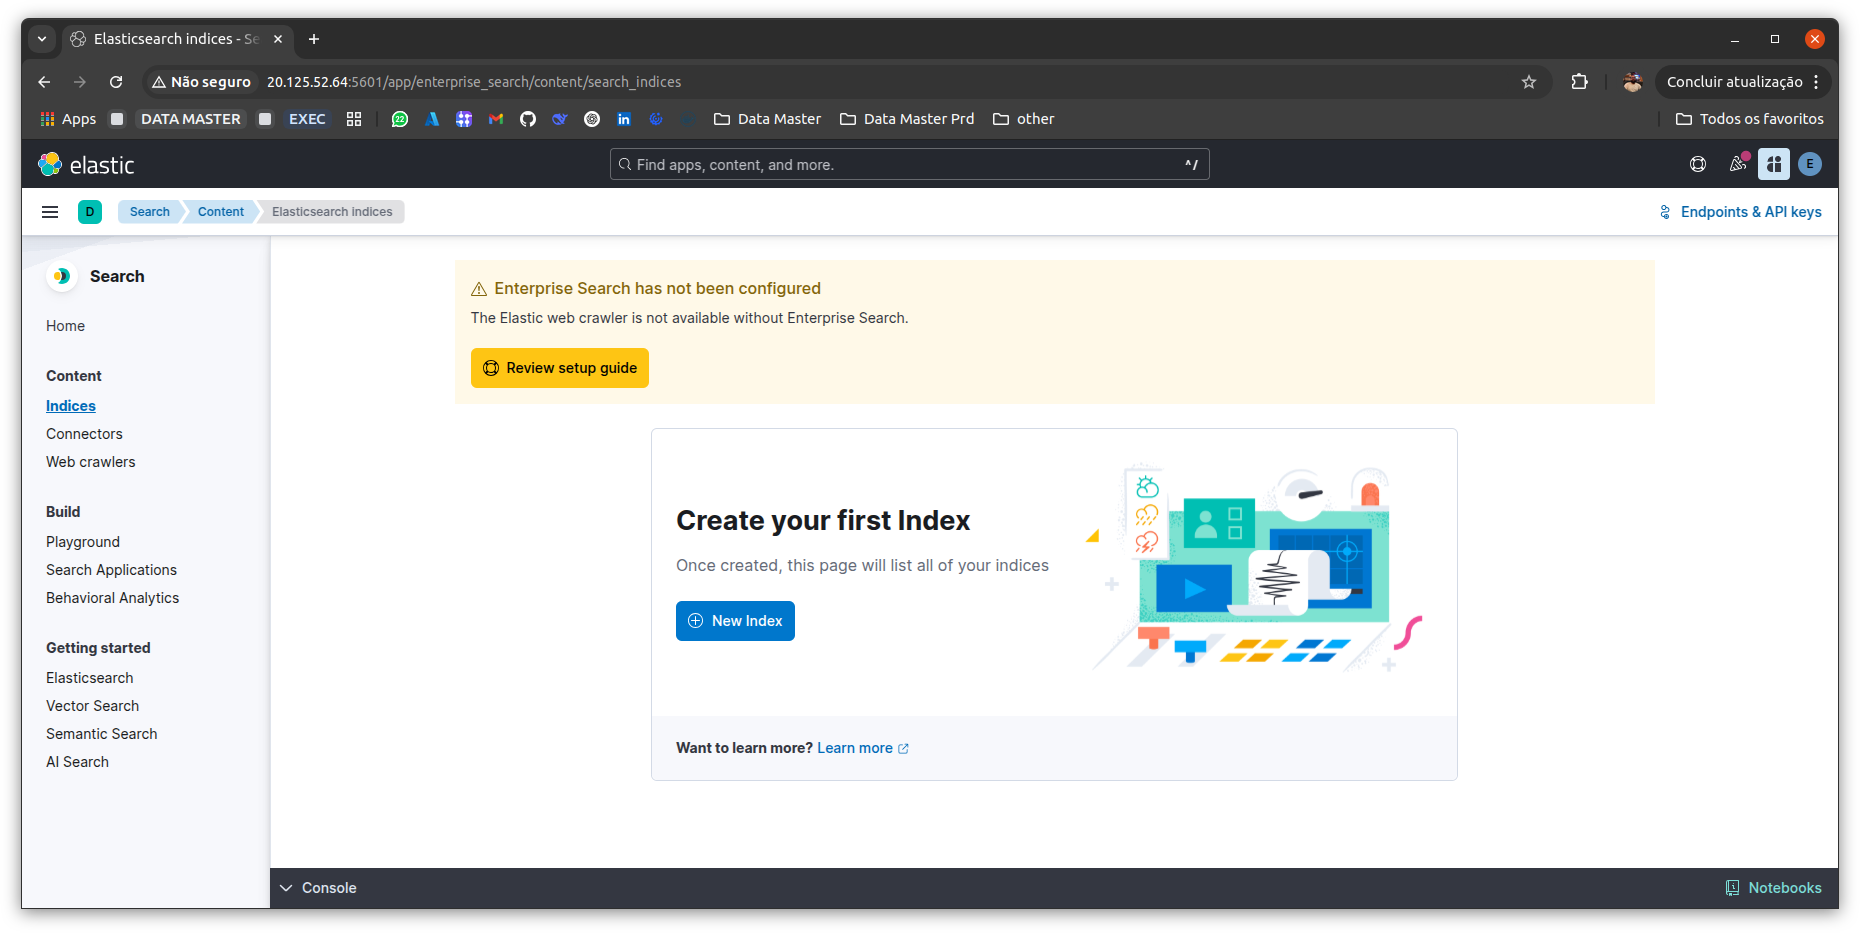 Elasticsearch indices - Se
Não seguro 20.125.52.64:5601/app/enterprise_search/content/search_indices Concluir atualização
Apps DATA MASTER EXEC 22 in Data Master Data Master Prd other Todos os favoritos
elastic Find apps, content, and more. ^/ E
D Search Content Elasticsearch indices Endpoints & API keys
Search
Home
Content
Indices
Connectors
Web crawlers
Build
Playground
Search Applications
Behavioral Analytics
Getting started
Elasticsearch
Vector Search
Semantic Search
AI Search
Enterprise Search has not been configured
The Elastic web crawler is not available without Enterprise Search.
Review setup guide
Create your first Index
Once created, this page will list all of your indices
New Index
Want to learn more? Learn more
Console Notebooks